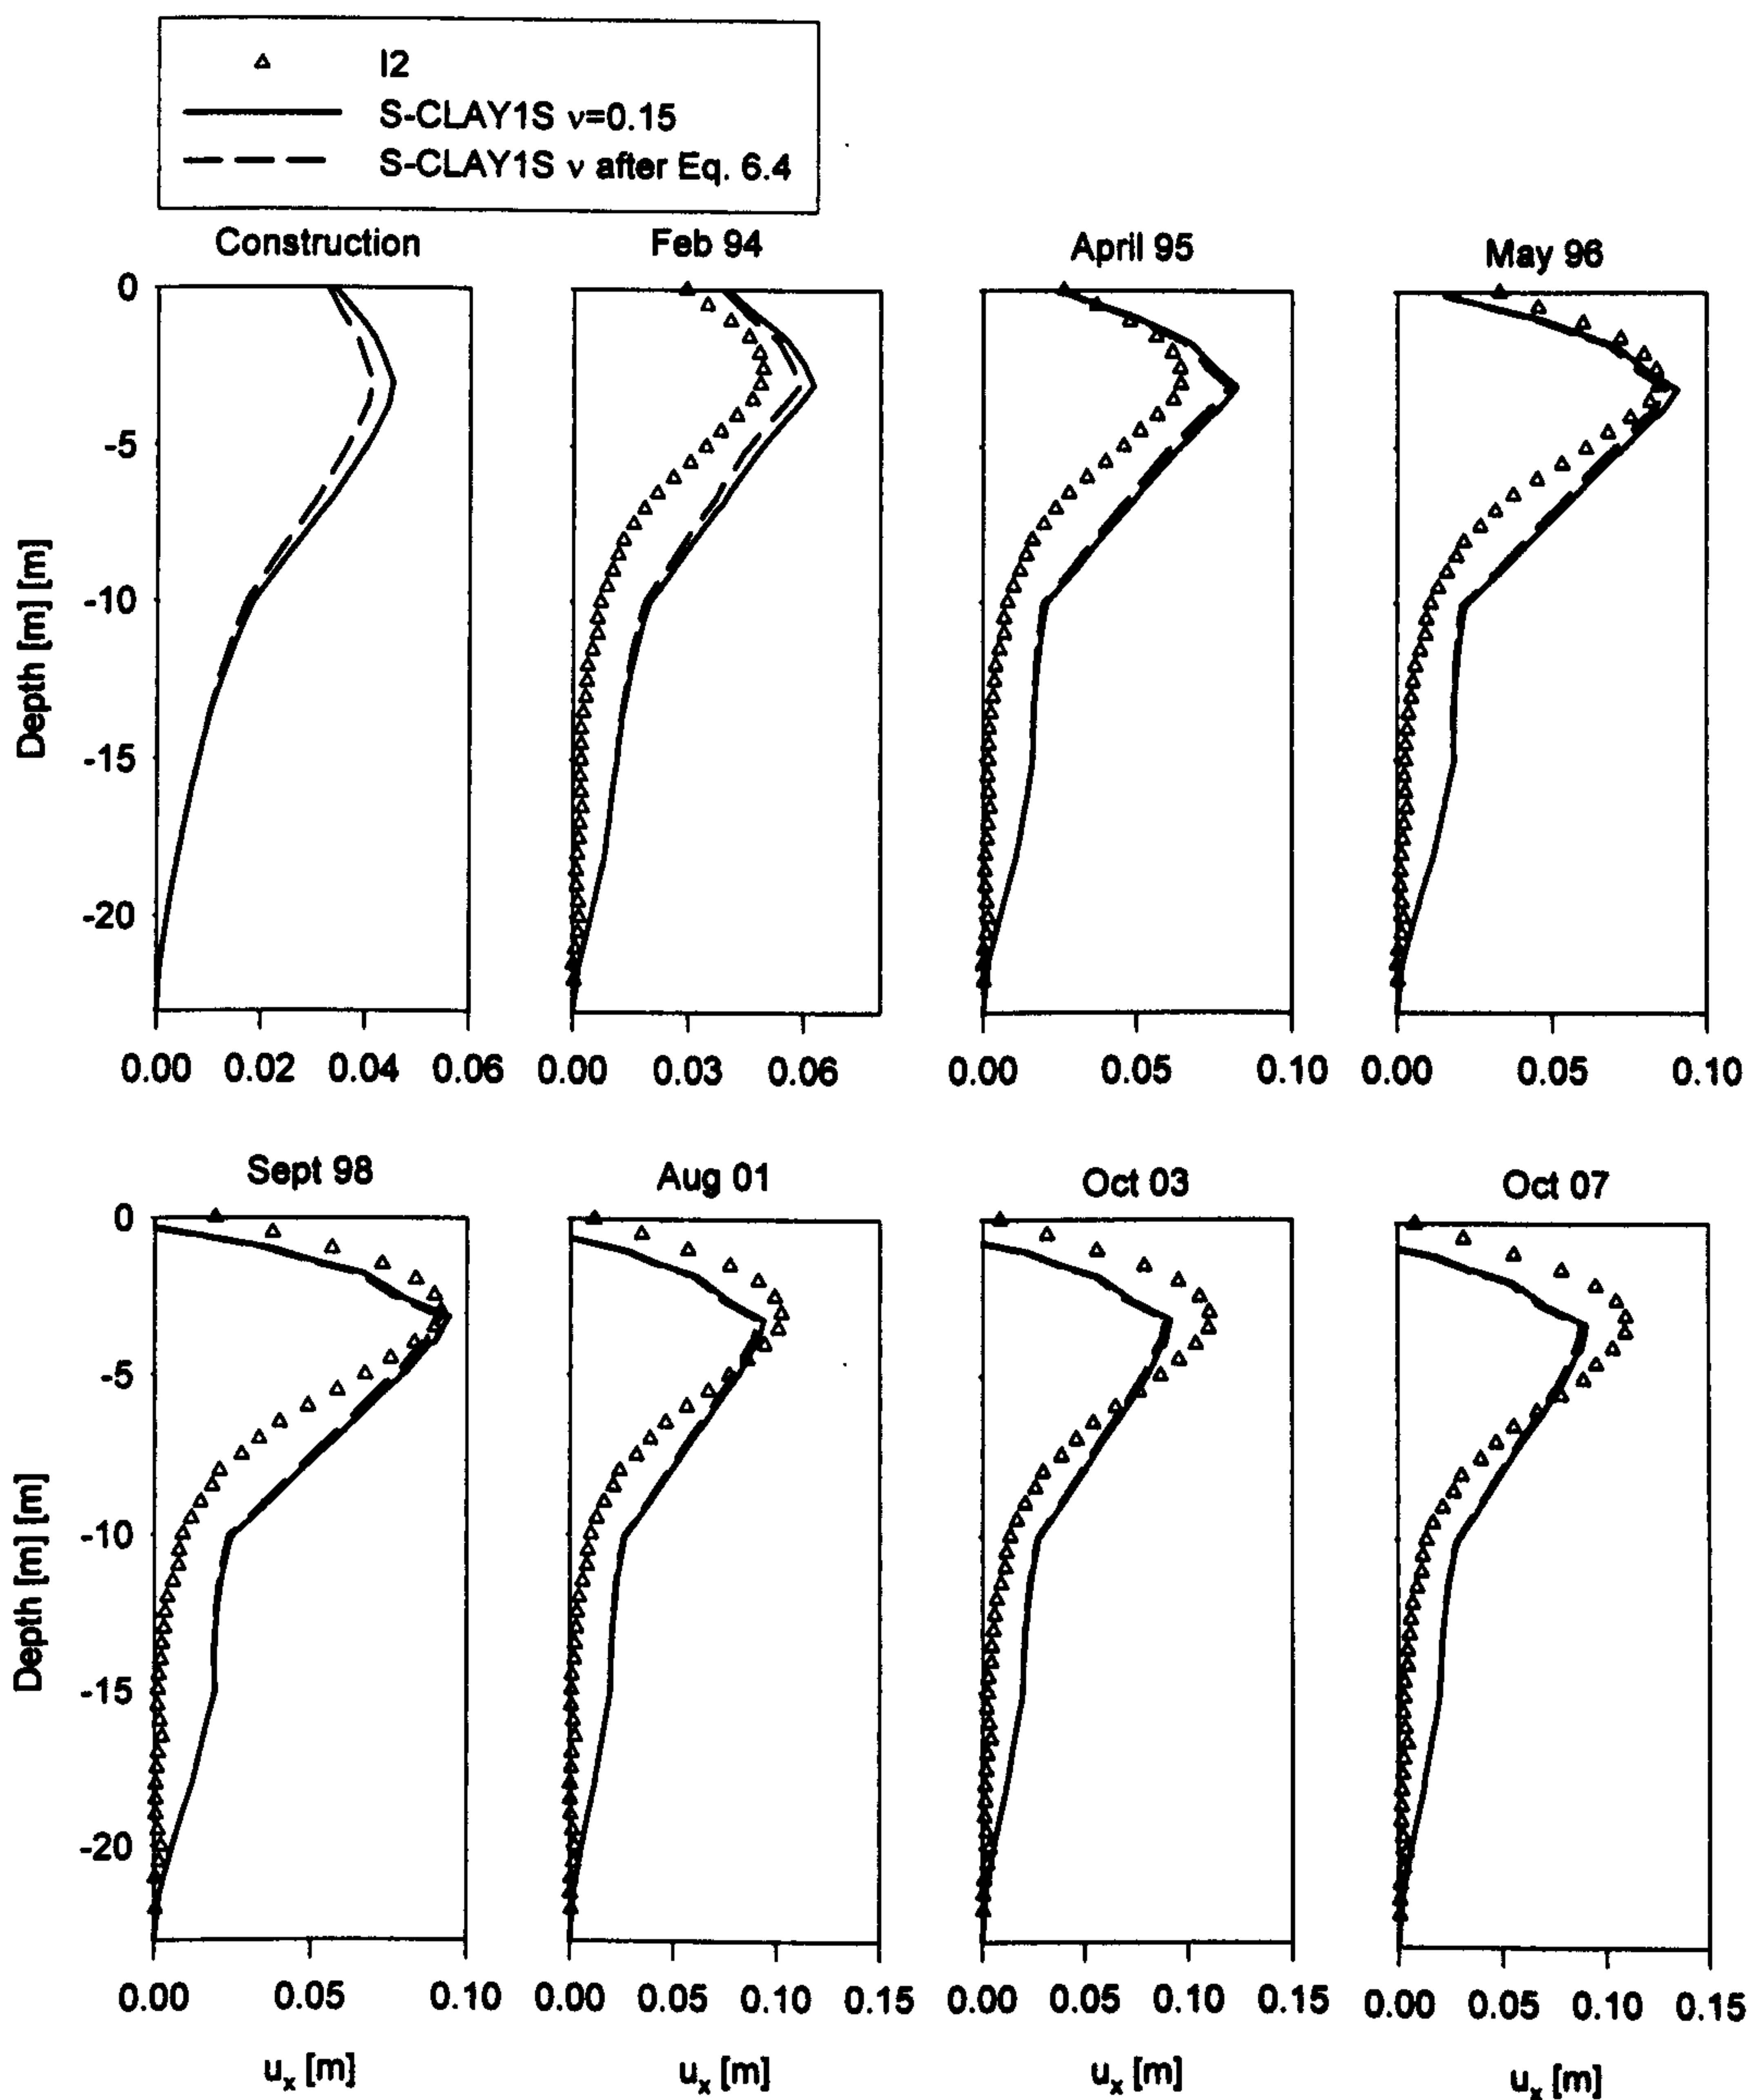 I2
S-CLAY1S ν=0.15
S-CLAY1S ν after Eq. 6.4
Construction
Feb 94
April 95
May 96
0
-5
-10
-15
-20
Depth [m] [m]
0.00 0.02 0.04 0.06
0.00 0.03 0.06
0.00 0.05 0.10
0.00 0.05 0.10
Sept 98
Aug 01
Oct 03
Oct 07
0
-5
-10
-15
-20
Depth [m] [m]
0.00 0.05 0.10
0.00 0.05 0.10 0.15
0.00 0.05 0.10 0.15
0.00 0.05 0.10 0.15
uₓ [m]
uₓ [m]
uₓ [m]
uₓ [m]